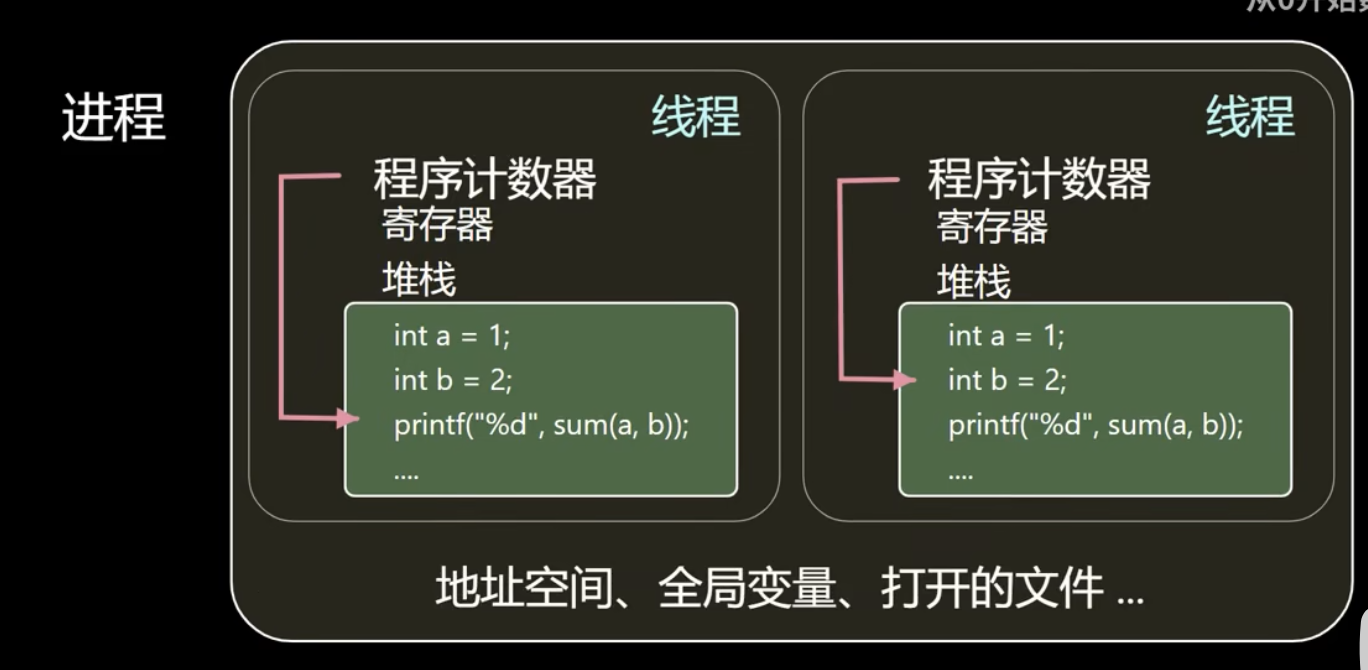 进程
线程
程序计数器
寄存器
堆栈
int a = 1;
int b = 2;
printf("%d", sum(a, b));
....
线程
程序计数器
寄存器
堆栈
int a = 1;
int b = 2;
printf("%d", sum(a, b));
....
地址空间、全局变量、打开的文件 ...